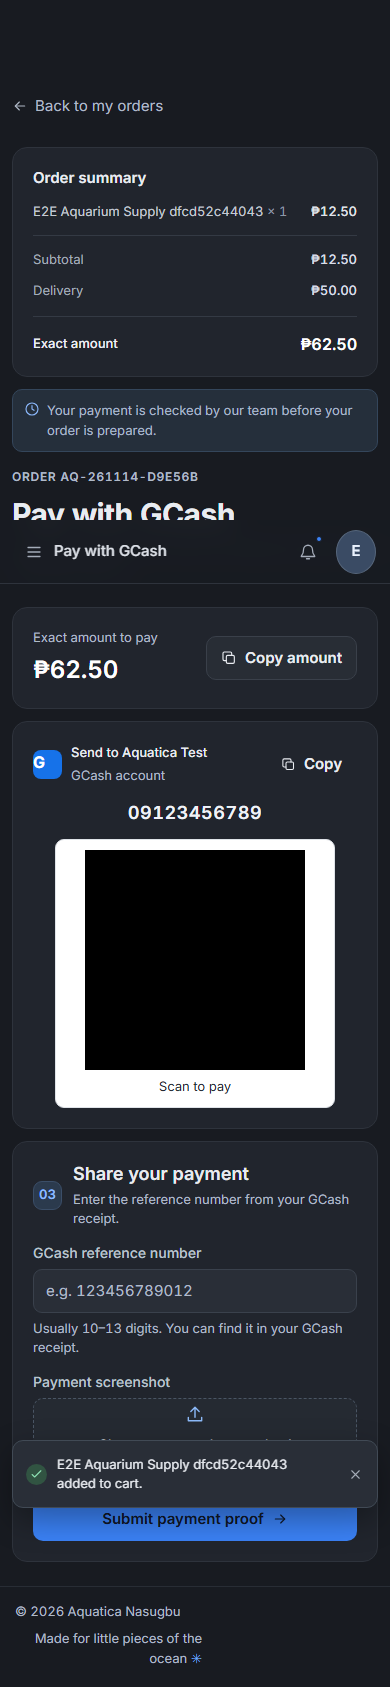 Back to my orders
Order summary
E2E Aquarium Supply dfcd52c44043 × 1 ₱12.50
Subtotal ₱12.50
Delivery ₱50.00
Exact amount ₱62.50
Your payment is checked by our team before your
order is prepared.
ORDER AQ-261114-D9E56B
Pay with GCash
Pay with GCash E
Exact amount to pay
₱62.50
Copy amount
G
Send to Aquatica Test
GCash account
Copy
09123456789
Scan to pay
03
Share your payment
Enter the reference number from your GCash
receipt.
GCash reference number
e.g. 123456789012
Usually 10–13 digits. You can find it in your GCash
receipt.
Payment screenshot
E2E Aquarium Supply dfcd52c44043
added to cart.
Submit payment proof
© 2026 Aquatica Nasugbu
Made for little pieces of the
ocean